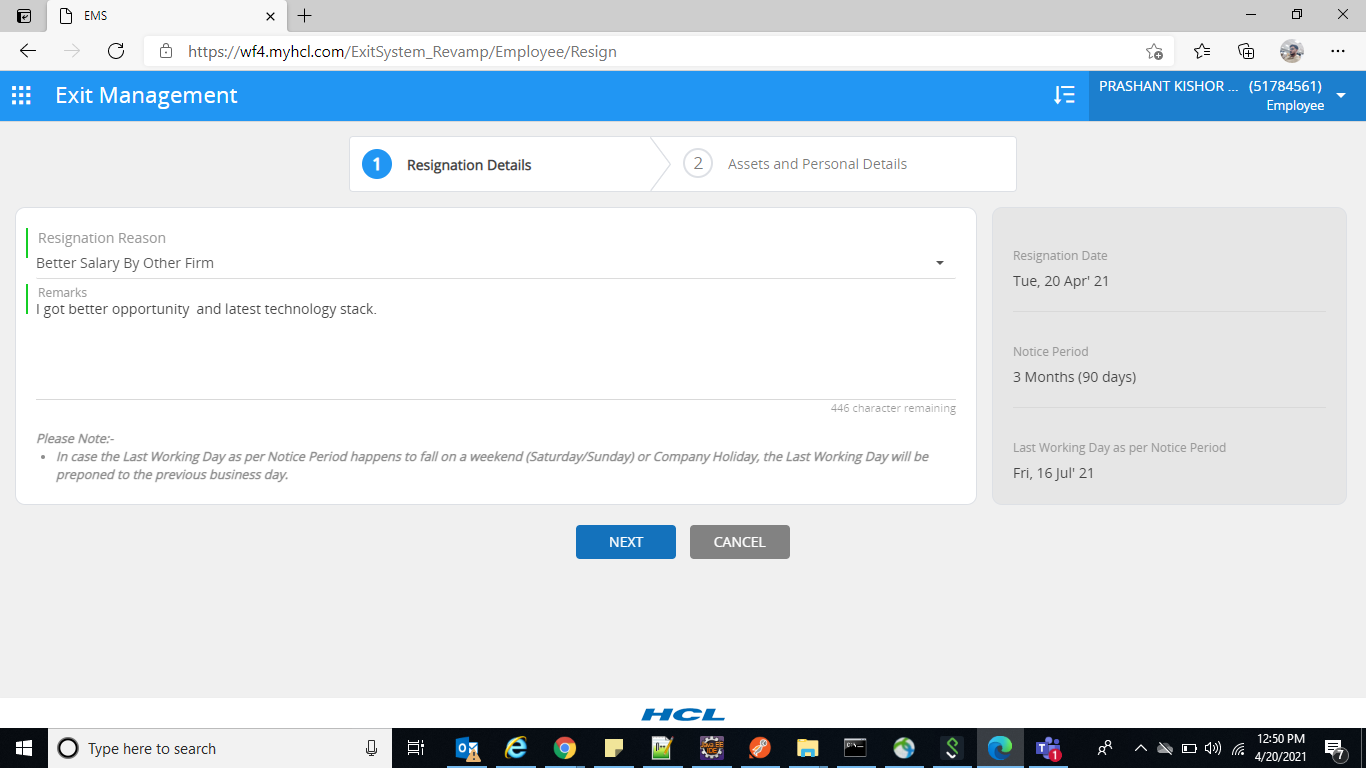 EMS
https://wf4.myhcl.com/ExitSystem_Revamp/Employee/Resign
Exit Management
PRASHANT KISHOR ... (51784561)
Employee
1 Resignation Details
2 Assets and Personal Details
Resignation Reason
Better Salary By Other Firm
Remarks
I got better opportunity  and latest technology stack.
446 character remaining
Please Note:-
• In case the Last Working Day as per Notice Period happens to fall on a weekend (Saturday/Sunday) or Company Holiday, the Last Working Day will be
preponed to the previous business day.
Resignation Date
Tue, 20 Apr' 21
Notice Period
3 Months (90 days)
Last Working Day as per Notice Period
Fri, 16 Jul' 21
NEXT
CANCEL
HCL
Type here to search
1
12:50 PM
4/20/2021
7